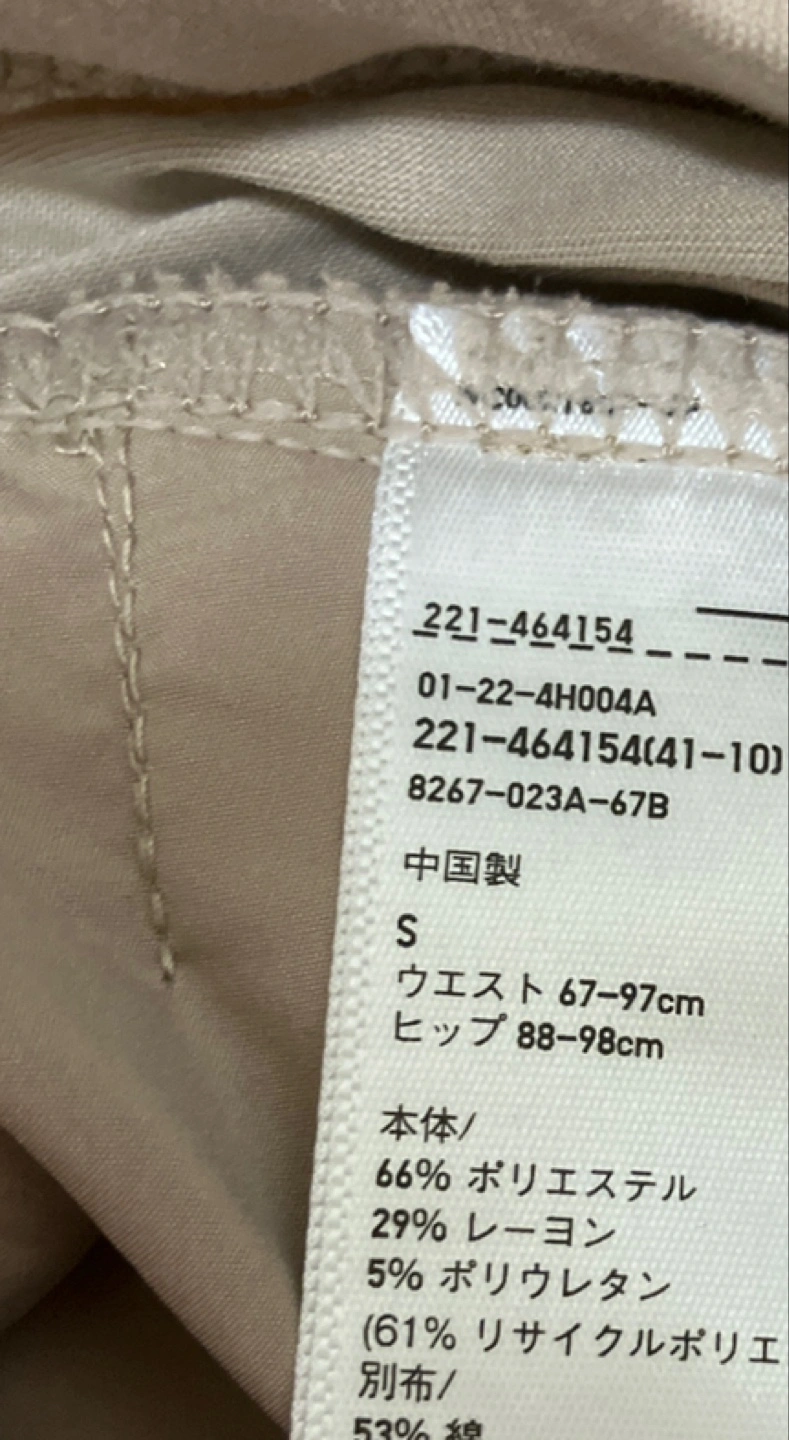 221-464154
01-22-4H004A
221-464154(41-10)
8267-023A-67B
中国製
S
ウエスト 67-97cm
ヒップ 88-98cm
本体/
66% ポリエステル
29% レーヨン
5% ポリウレタン
(61% リサイクルポリエ
別布/
53% 綿